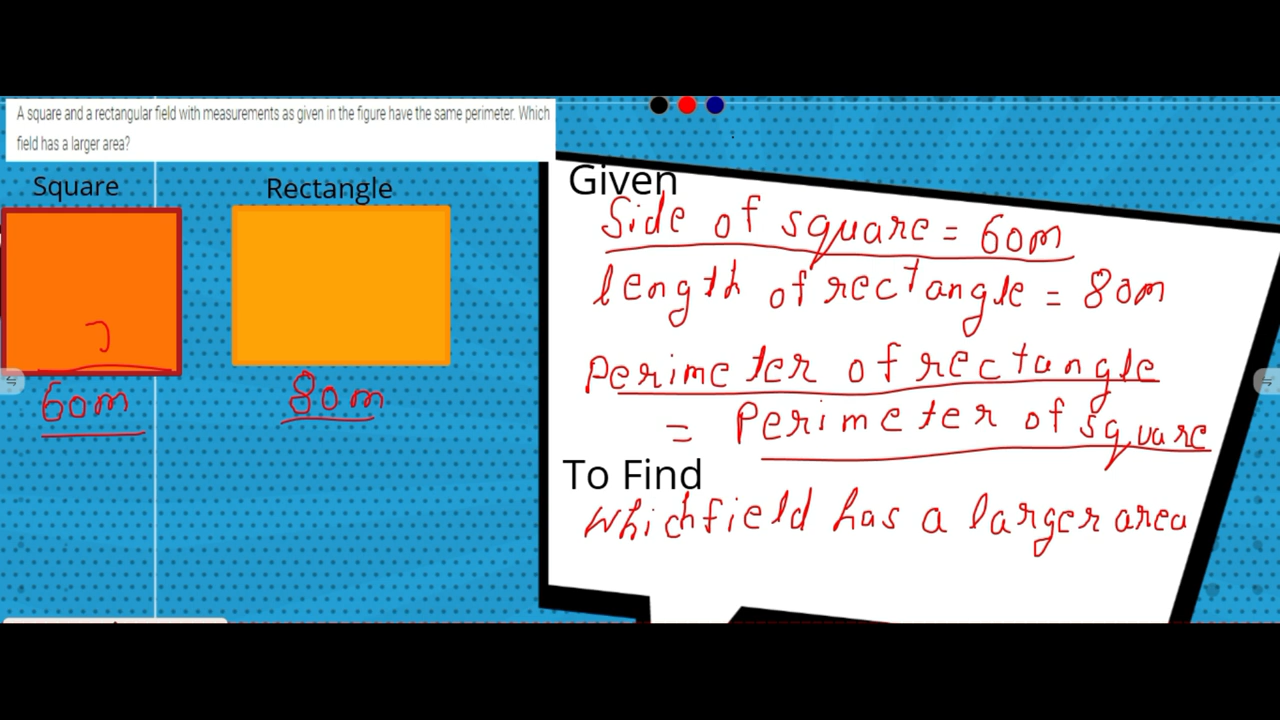 A square and a rectangular field with measurements as given in the figure have the same perimeter. Which
field has a larger area?
Square
Rectangle
60m
80m
Given
Side of square = 60m
length of rectangle = 80m
Perimeter of rectangle
= Perimeter of square
To Find
Which field has a larger area